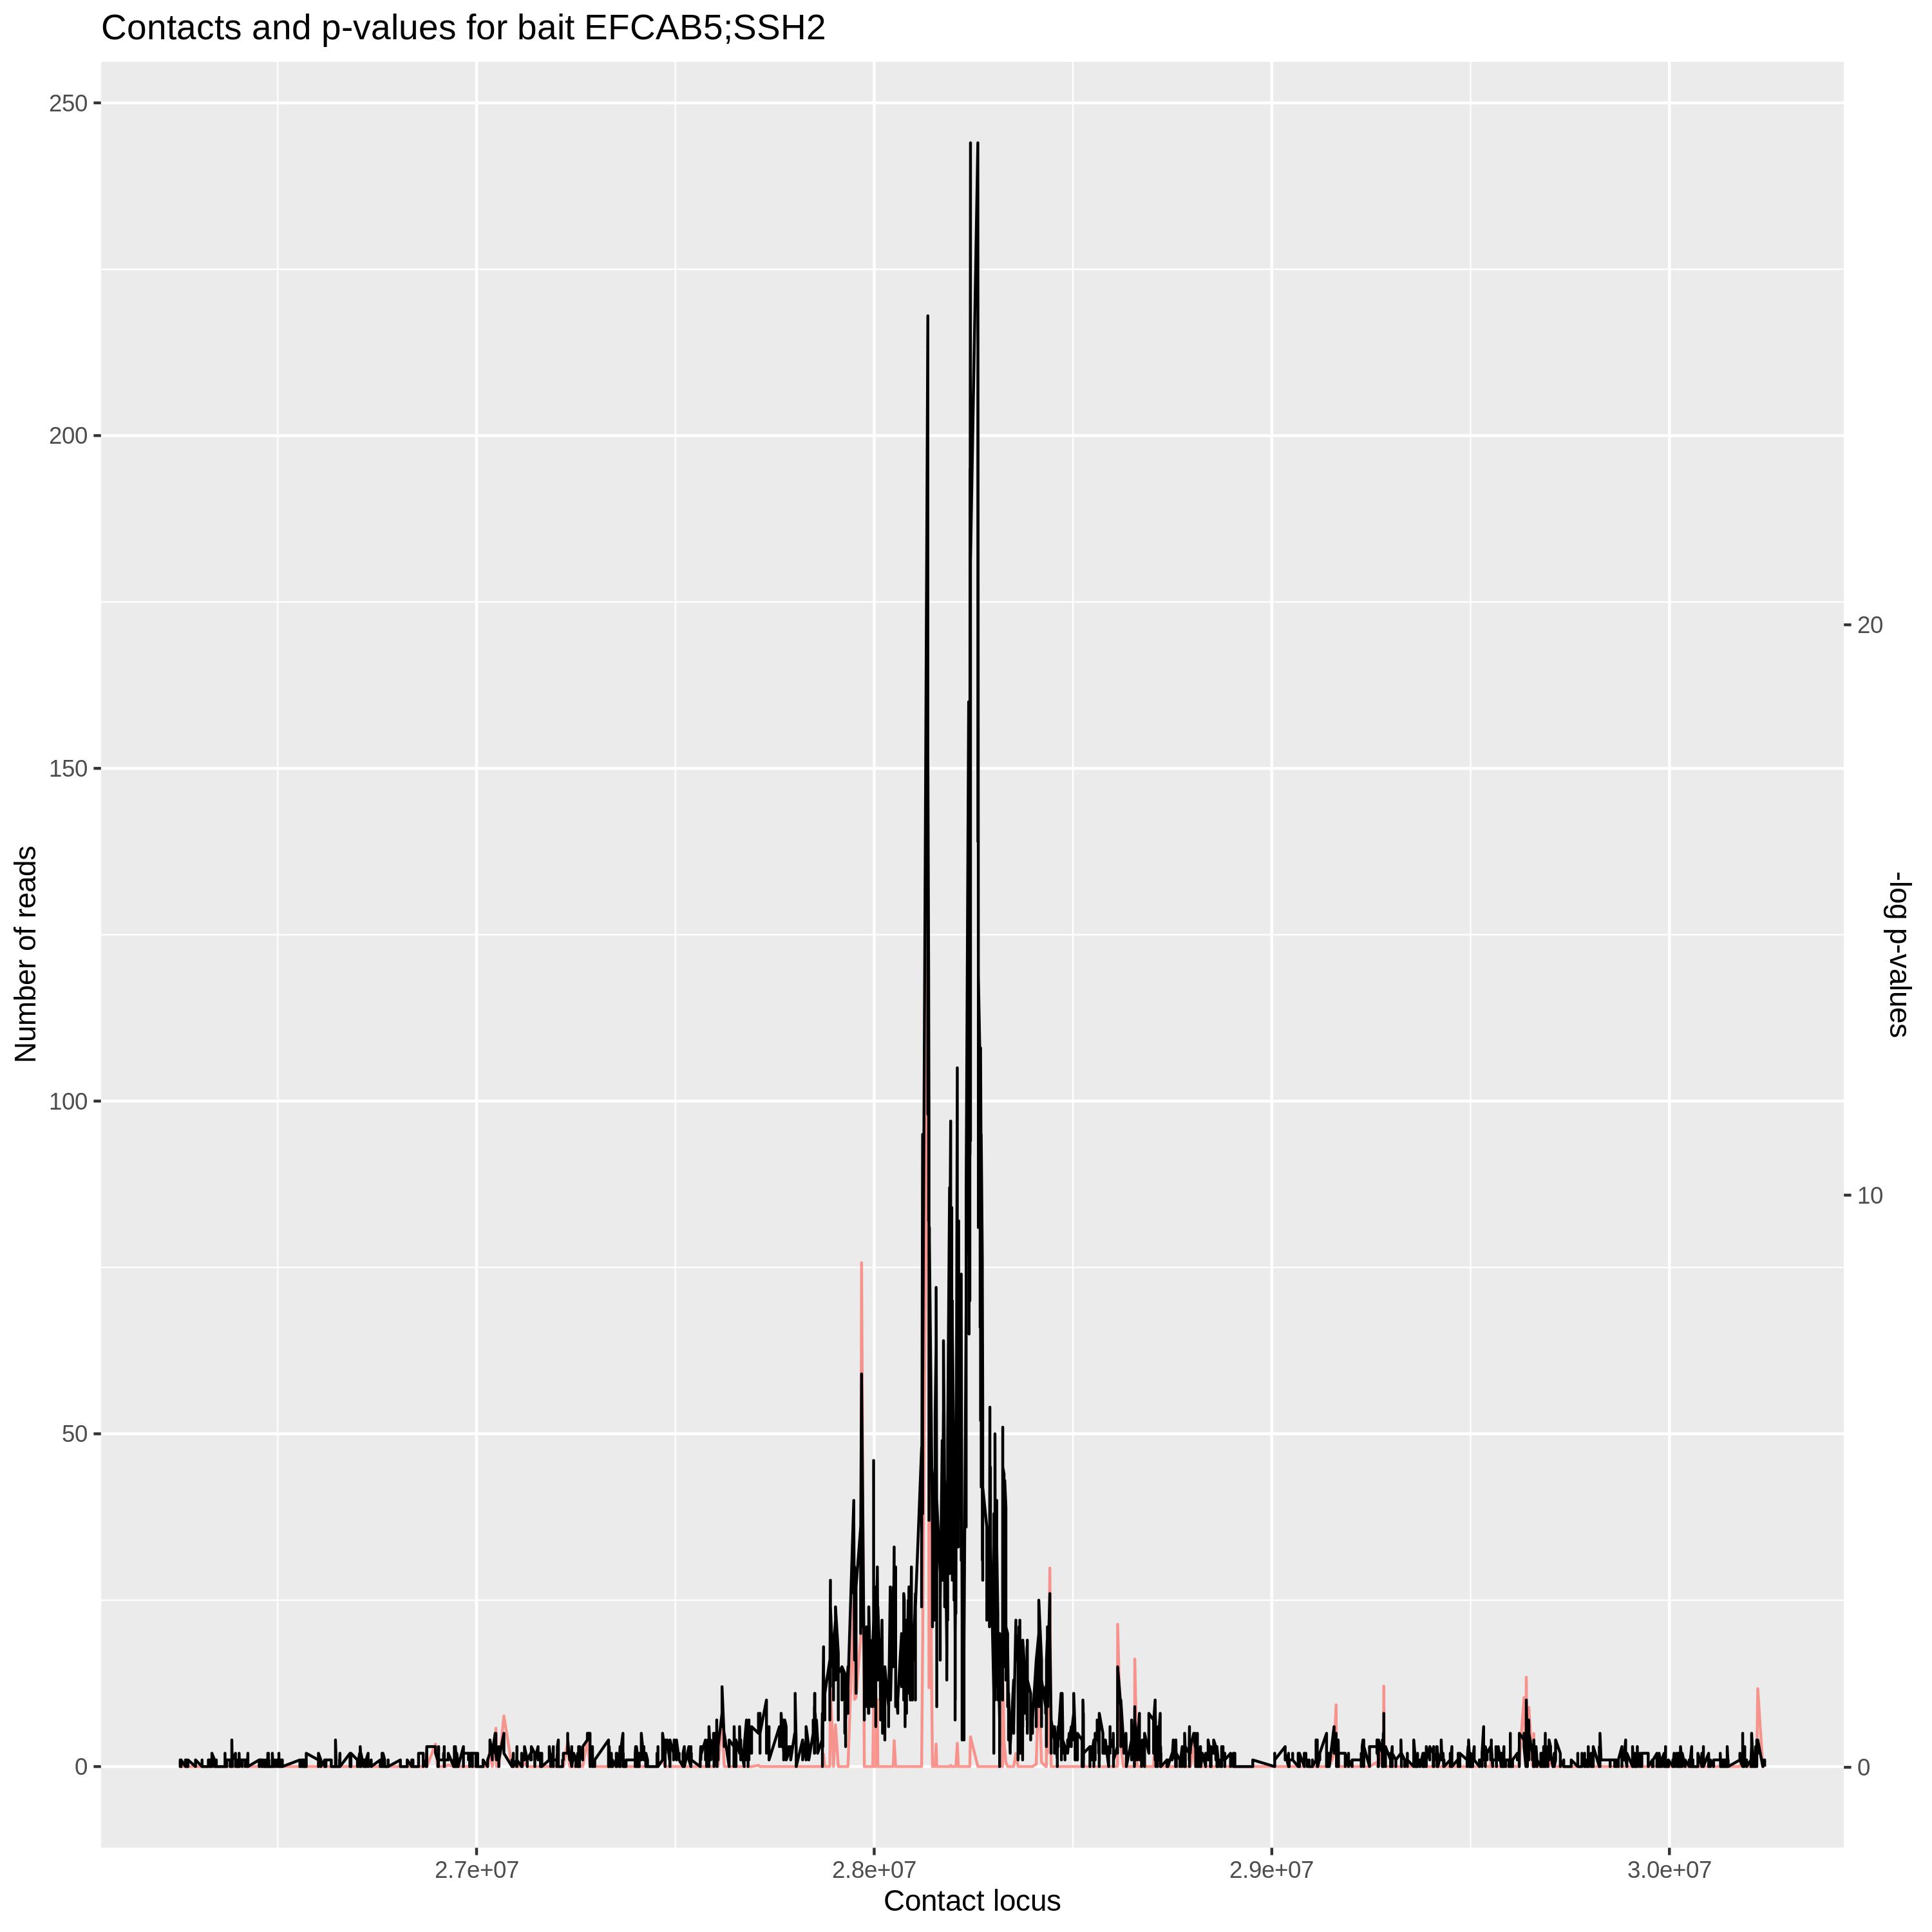 Contacts and p-values for bait EFCAB5;SSH2
250
200
150
100
50
0
Number of reads
20
10
0
-log p-values
2.7e+07 2.8e+07 2.9e+07 3.0e+07
Contact locus